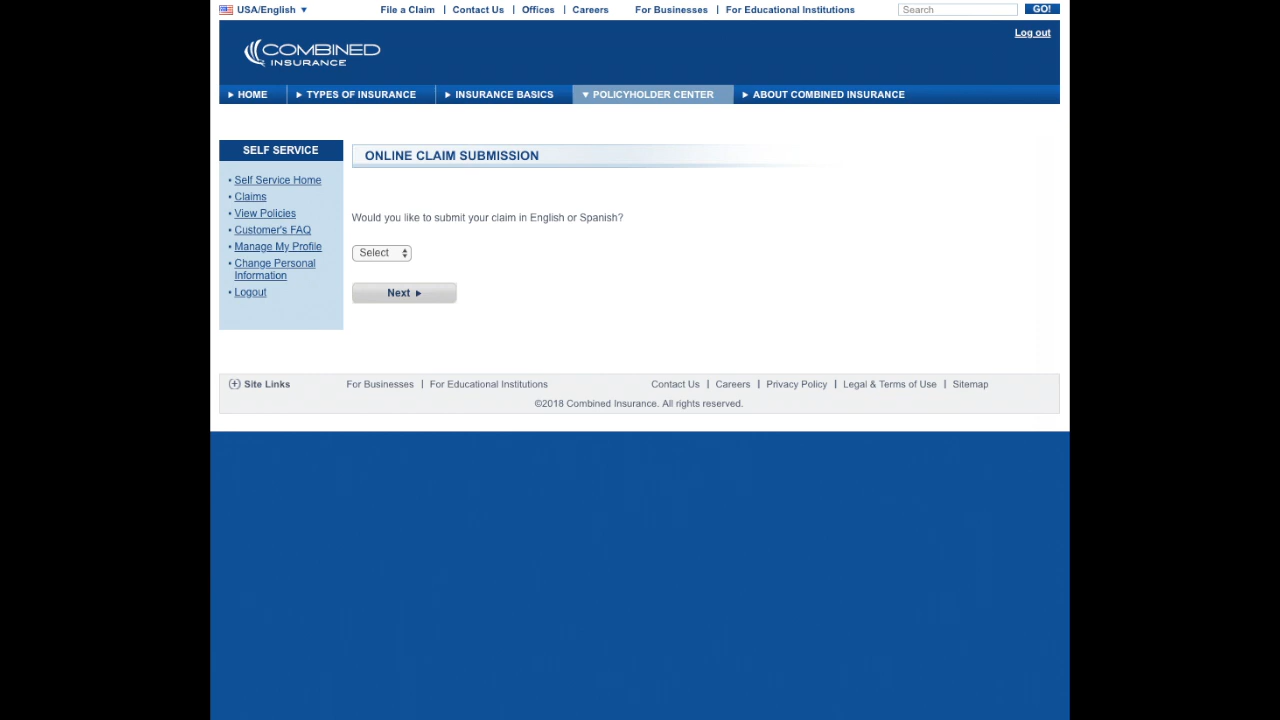 USA/English
File a Claim | Contact Us | Offices | Careers For Businesses | For Educational Institutions Search GO!
Log out
COMBINED
INSURANCE
HOME TYPES OF INSURANCE INSURANCE BASICS POLICYHOLDER CENTER ABOUT COMBINED INSURANCE
SELF SERVICE
• Self Service Home
• Claims
• View Policies
• Customer's FAQ
• Manage My Profile
• Change Personal
Information
• Logout
ONLINE CLAIM SUBMISSION
Would you like to submit your claim in English or Spanish?
Select
Next
Site Links For Businesses | For Educational Institutions Contact Us | Careers | Privacy Policy | Legal & Terms of Use | Sitemap
©2018 Combined Insurance. All rights reserved.